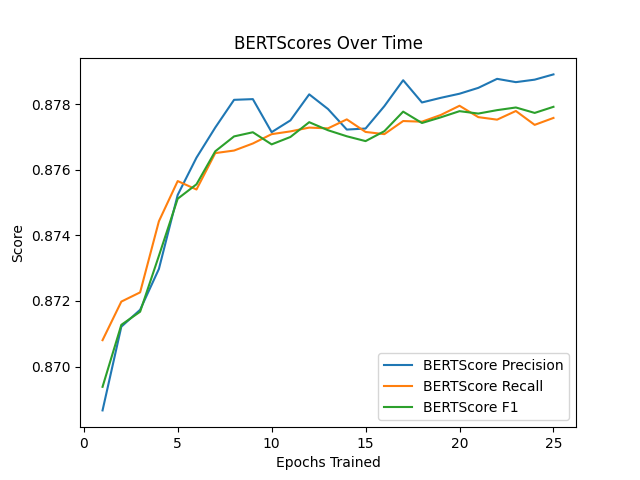 BERTScores Over Time
Score
0.878
0.876
0.874
0.872
0.870
BERTScore Precision
BERTScore Recall
BERTScore F1
0 5 10 15 20 25
Epochs Trained